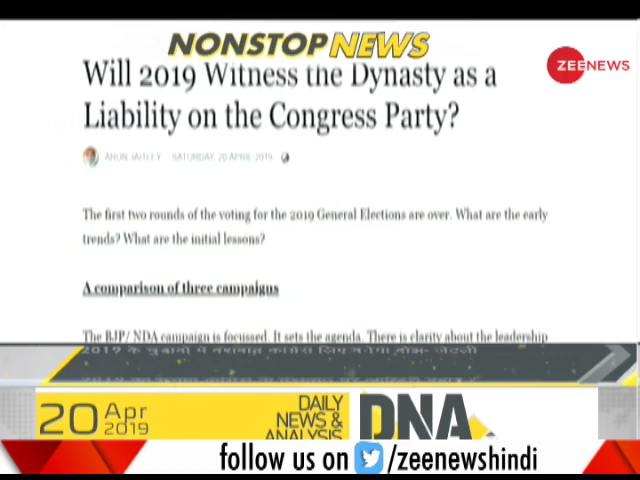 NONSTOP NEWS
ZEENEWS
Will 2019 Witness the Dynasty as a
Liability on the Congress Party?
ARUN JAITLEY SATURDAY, 20 APRIL 2019
The first two rounds of the voting for the 2019 General Elections are over. What are the early
trends? What are the initial lessons?
A comparison of three campaigns
The BJP/ NDA campaign is focussed. It sets the agenda. There is clarity about the leadership
20 Apr
2019
DAILY
NEWS &
ANALYSIS
DNA
follow us on /zeenewshindi